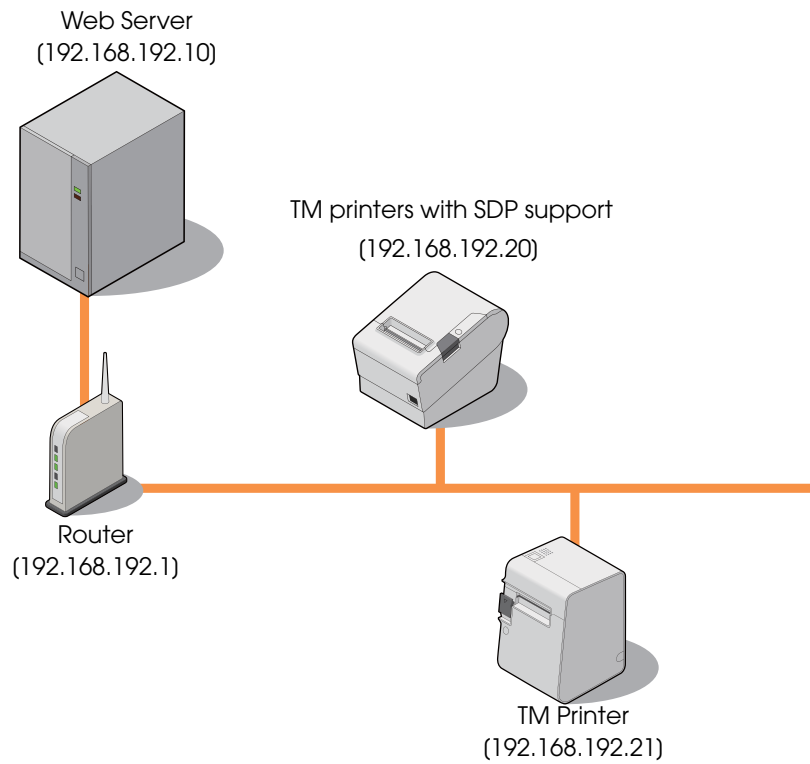 Web Server
(192.168.192.10)
TM printers with SDP support
(192.168.192.20)
Router
(192.168.192.1)
TM Printer
(192.168.192.21)